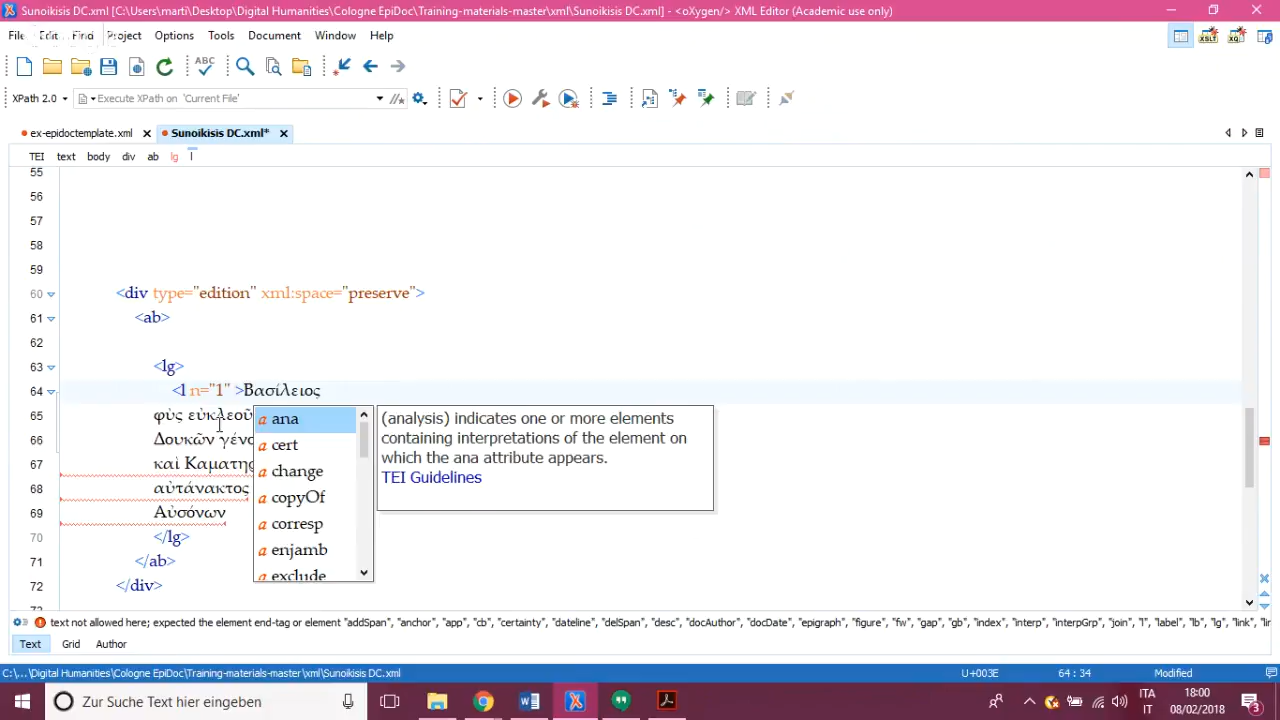 Sunoikisis DC.xml [C:\Users\marti\Desktop\Digital Humanities\Cologne EpiDoc\Training-materials-master\xml\Sunoikisis DC.xml] - <oXygen/> XML Editor (Academic use only)
File Edit Find Project Options Tools Document Window Help
XPath 2.0 Execute XPath on 'Current File'
ex-epidoctemplate.xml Sunoikisis DC.xml*
TEI text body div ab lg l
55
56
57
58
59
60 <div type="edition" xml:space="preserve">
61 <ab>
62
63 <lg>
64 <l n="1" >Βασίλειος
65 φὺς εὐκλεοῦ
66 Δουκῶν γένο
67 καὶ Καματης
68 αὐτάνακτος
69 Αὐσόνων
70 </lg>
71 </ab>
72 </div>
ana
cert
change
copyOf
corresp
enjamb
exclude
(analysis) indicates one or more elements
containing interpretations of the element on
which the ana attribute appears.
TEI Guidelines
text not allowed here; expected the element end-tag or element "addSpan", "anchor", "app", "cb", "certainty", "dateline", "delSpan", "desc", "docAuthor", "docDate", "epigraph", "figure", "fw", "gap", "gb", "index", "interp", "interpGrp", "join", "l", "label", "lb", "lg", "link",
Text Grid Author
C:\...\Digital Humanities\Cologne EpiDoc\Training-materials-master\xml\Sunoikisis DC.xml U+003E 64 : 34 Modified
Zur Suche Text hier eingeben
ITA
IT
18:00
08/02/2018
3